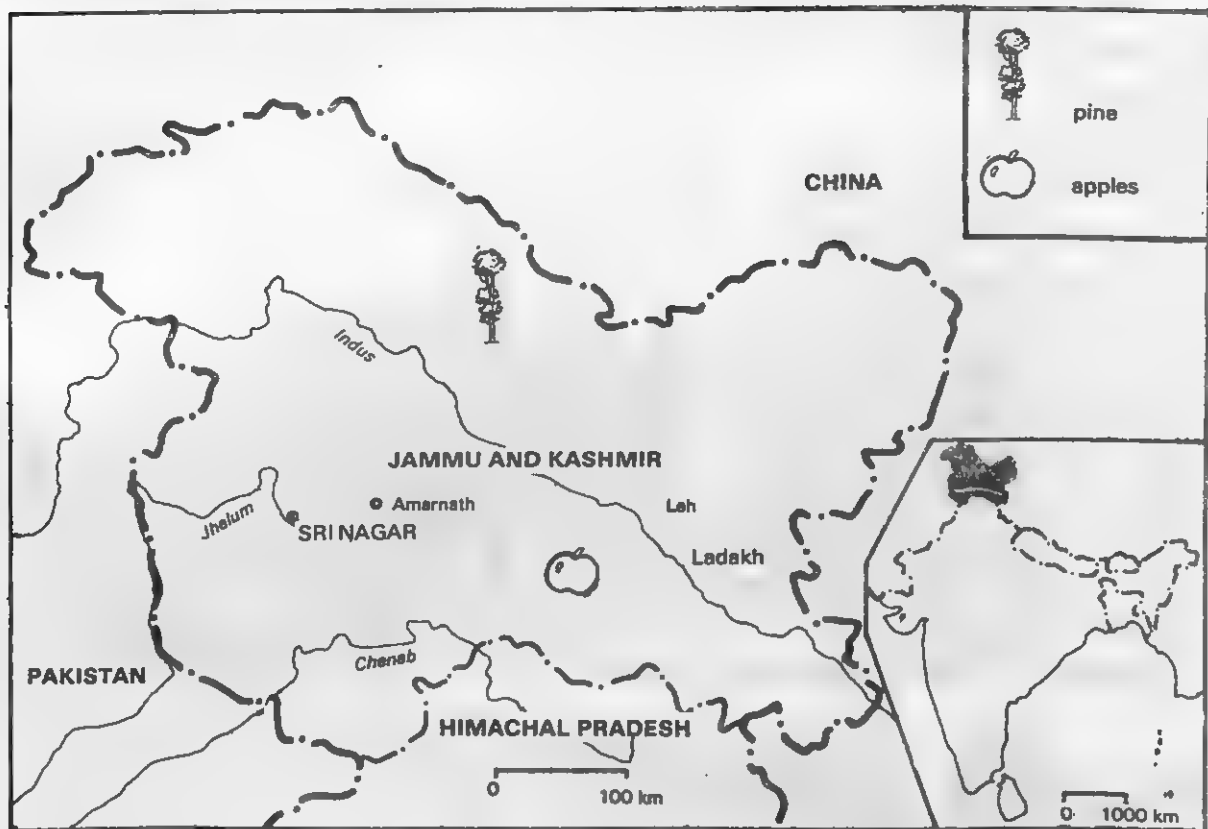 pine
CHINA
apples
Indus
JAMMU AND KASHMIR
Amarnath
Leh
Jhelum
SRINAGAR
Ladakh
Chenab
PAKISTAN
HIMACHAL PRADESH
0 100 km
0 1000 km